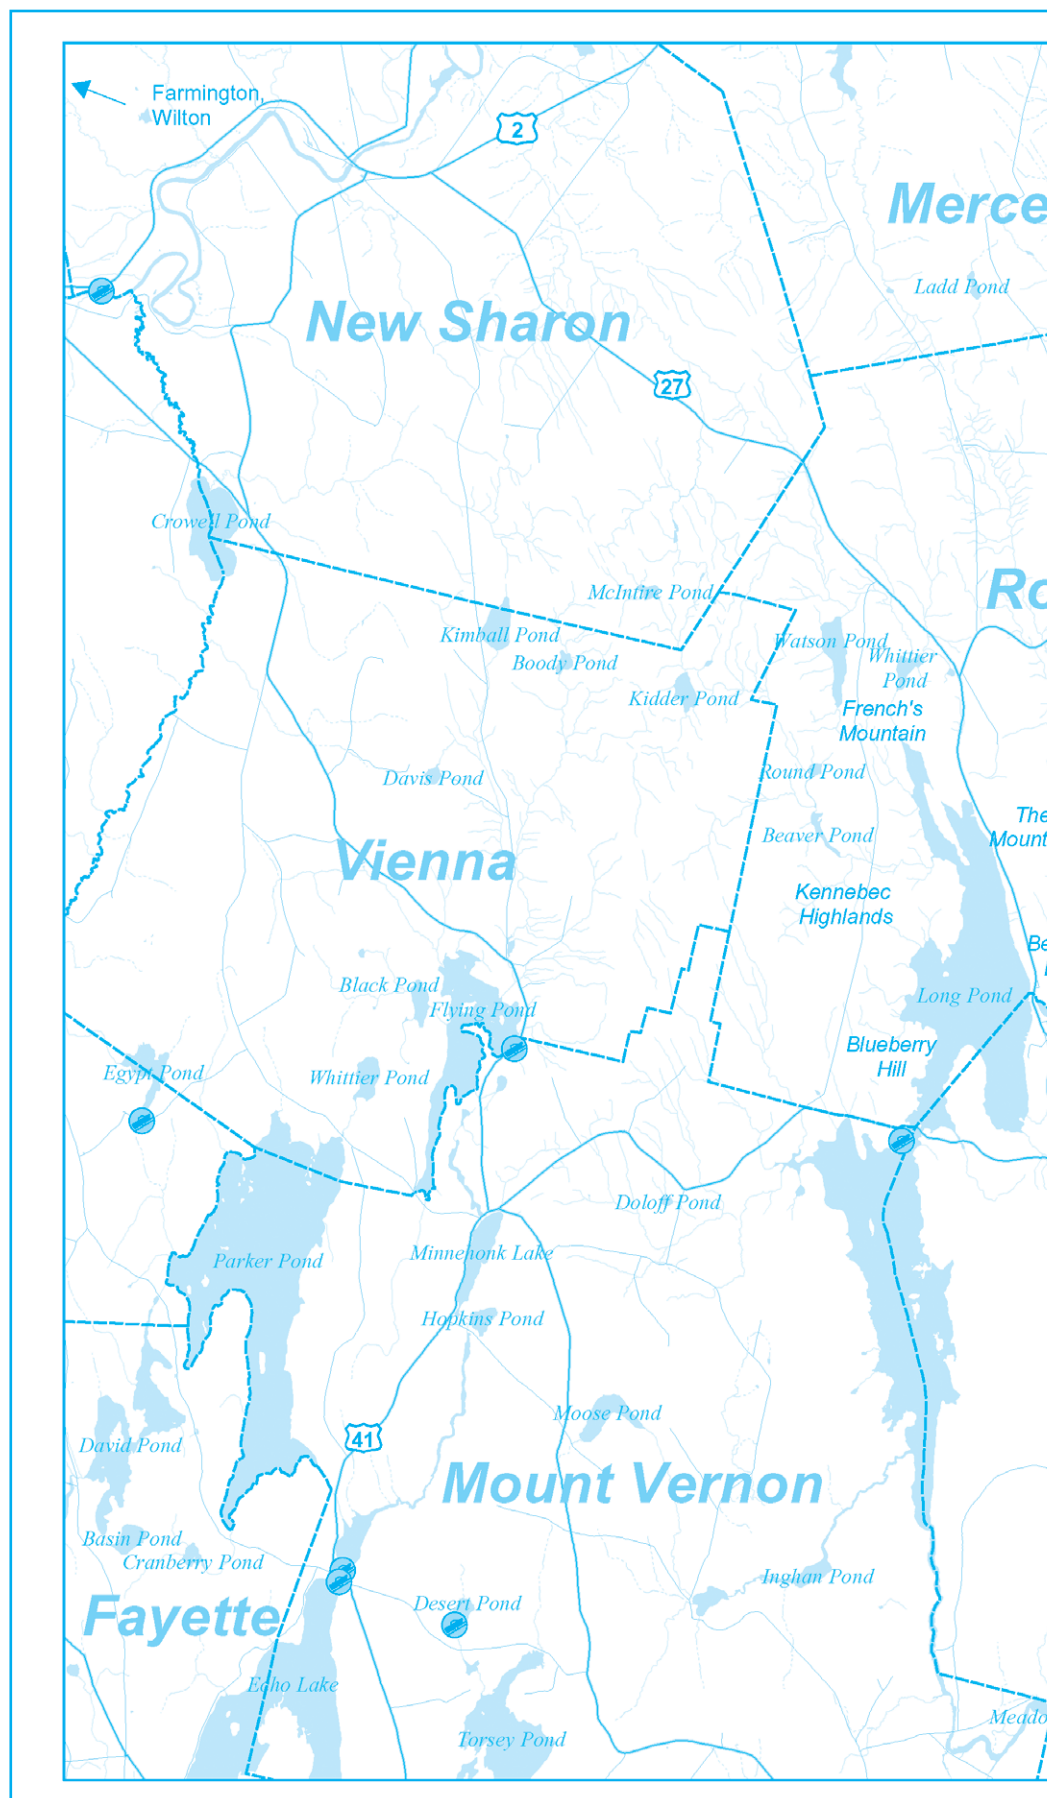 Farmington,
Wilton
2
Merce
Ladd Pond
New Sharon
27
Crowell Pond
McIntire Pond
Ro
Kimball Pond
Boody Pond
Watson Pond
Whittier
Pond
Kidder Pond
French's
Mountain
Davis Pond
Round Pond
The
Mount
Beaver Pond
Vienna
Kennebec
Highlands
Be
Black Pond
Flying Pond
Long Pond
Blueberry
Hill
Egypt Pond
Whittier Pond
Doloff Pond
Parker Pond
Minnehonk Lake
Hopkins Pond
Moose Pond
41
David Pond
Mount Vernon
Basin Pond
Cranberry Pond
Inghan Pond
Fayette
Desert Pond
Echo Lake
Meado
Torsey Pond